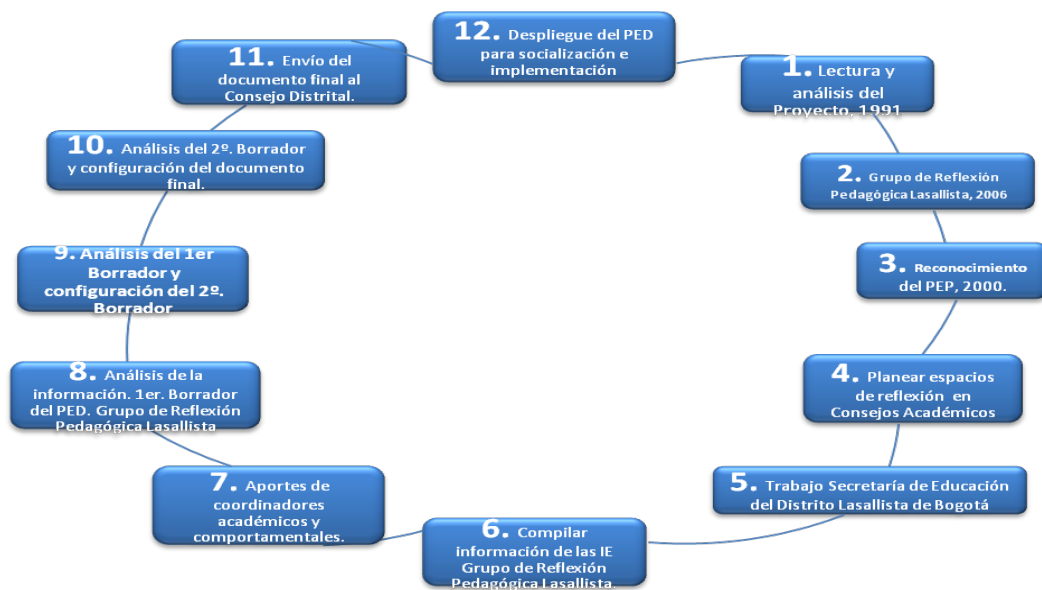 12. Despliegue del PED
para socialización e
implementación
1. Lectura y
análisis del
Proyecto, 1991
2. Grupo de Reflexión
Pedagógica Lasallista, 2006
3. Reconocimiento
del PEP, 2000.
4. Planear espacios
de reflexión en
Consejos Académicos
5. Trabajo Secretaría de Educación
del Distrito Lasallista de Bogotá
6. Compilar
información de las IE
Grupo de Reflexión
Pedagógica Lasallista.
7. Aportes de
coordinadores
académicos y
comportamentales.
8. Análisis de la
información. 1er. Borrador
del PED. Grupo de Reflexión
Pedagógica Lasallista
9. Análisis del 1er
Borrador y
configuración del 2º.
Borrador
10. Análisis del 2º. Borrador
y configuración del documento
final.
11. Envío del
documento final al
Consejo Distrital.